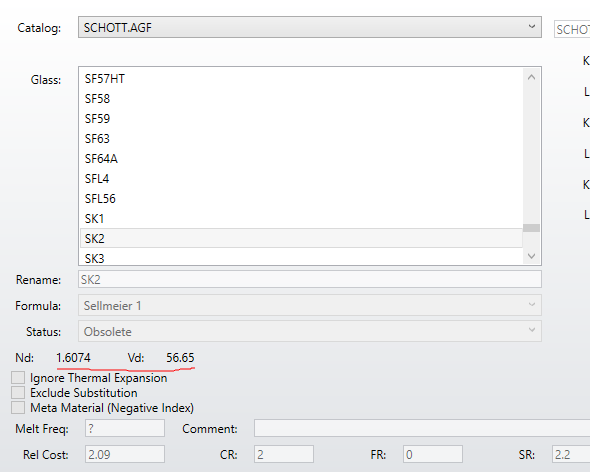 Catalog: SCHOTT.AGF SCHOT
K
Glass: SF57HT
L
SF58
SF59
K
SF63
SF64A
L
SFL4
SFL56
K
SK1
L
SK2
SK3
Rename: SK2
Formula: Sellmeier 1
Status: Obsolete
Nd: 1.6074 Vd: 56.65
Ignore Thermal Expansion
Exclude Substitution
Meta Material (Negative Index)
Melt Freq: ? Comment:
Rel Cost: 2.09 CR: 2 FR: 0 SR: 2.2